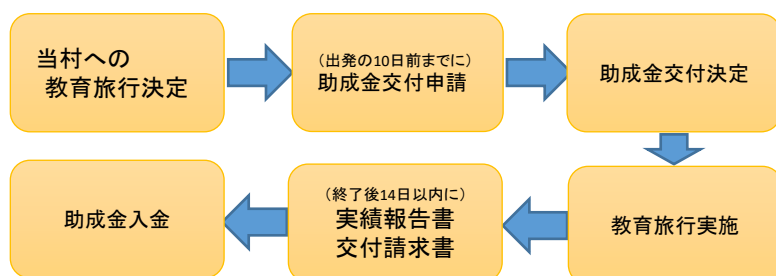 当村への
教育旅行決定
（出発の10日前までに）
助成金交付申請
助成金交付決定
教育旅行実施
（終了後14日以内に）
実績報告書
交付請求書
助成金入金